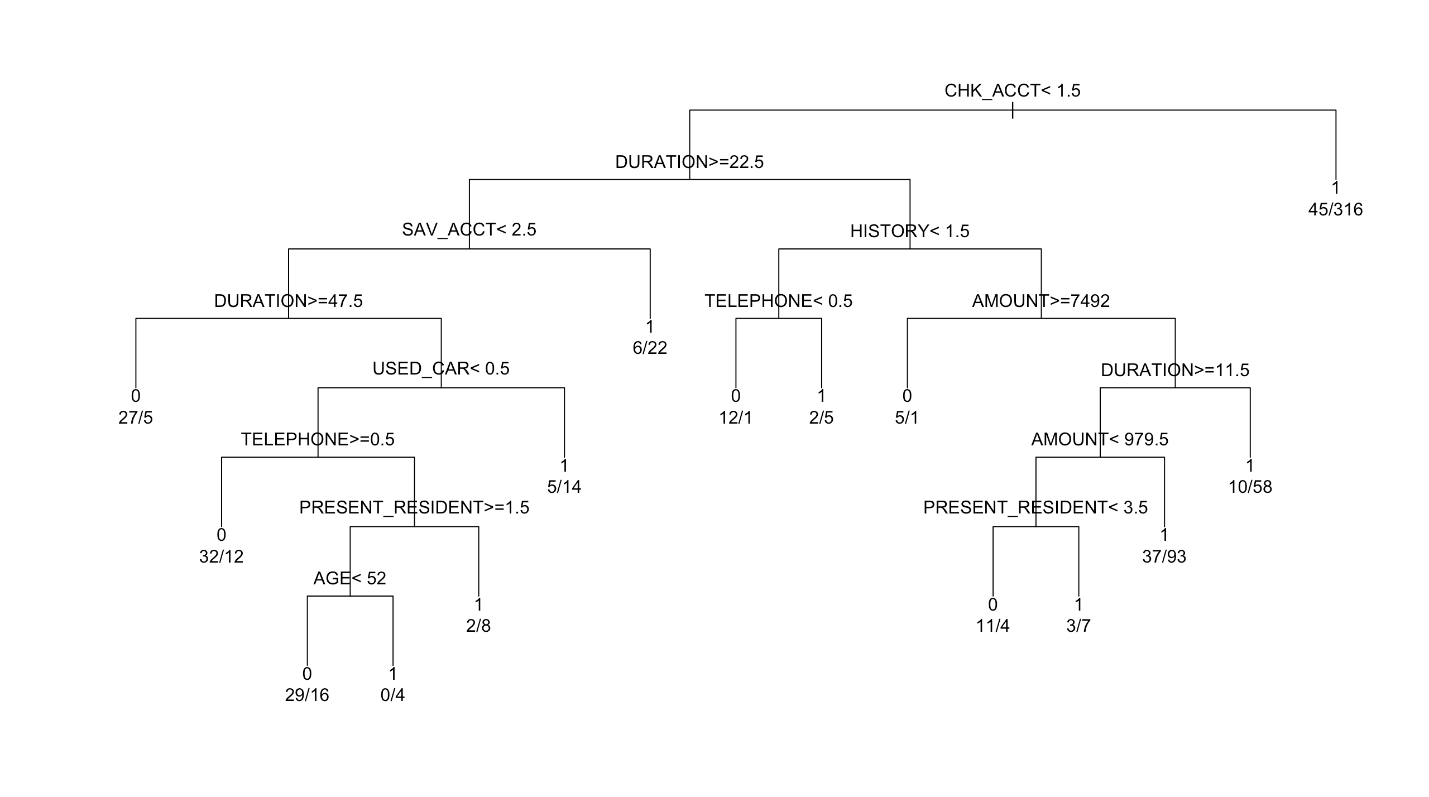 CHK_ACCT< 1.5
DURATION>=22.5
1
45/316
SAV_ACCT< 2.5
HISTORY< 1.5
DURATION>=47.5
TELEPHONE< 0.5
AMOUNT>=7492
1
6/22
USED_CAR< 0.5
DURATION>=11.5
0
27/5
0
12/1
1
2/5
0
5/1
TELEPHONE>=0.5
AMOUNT< 979.5
1
5/14
1
10/58
PRESENT_RESIDENT>=1.5
PRESENT_RESIDENT< 3.5
0
32/12
1
37/93
AGE< 52
1
2/8
0
11/4
1
3/7
0
29/16
1
0/4